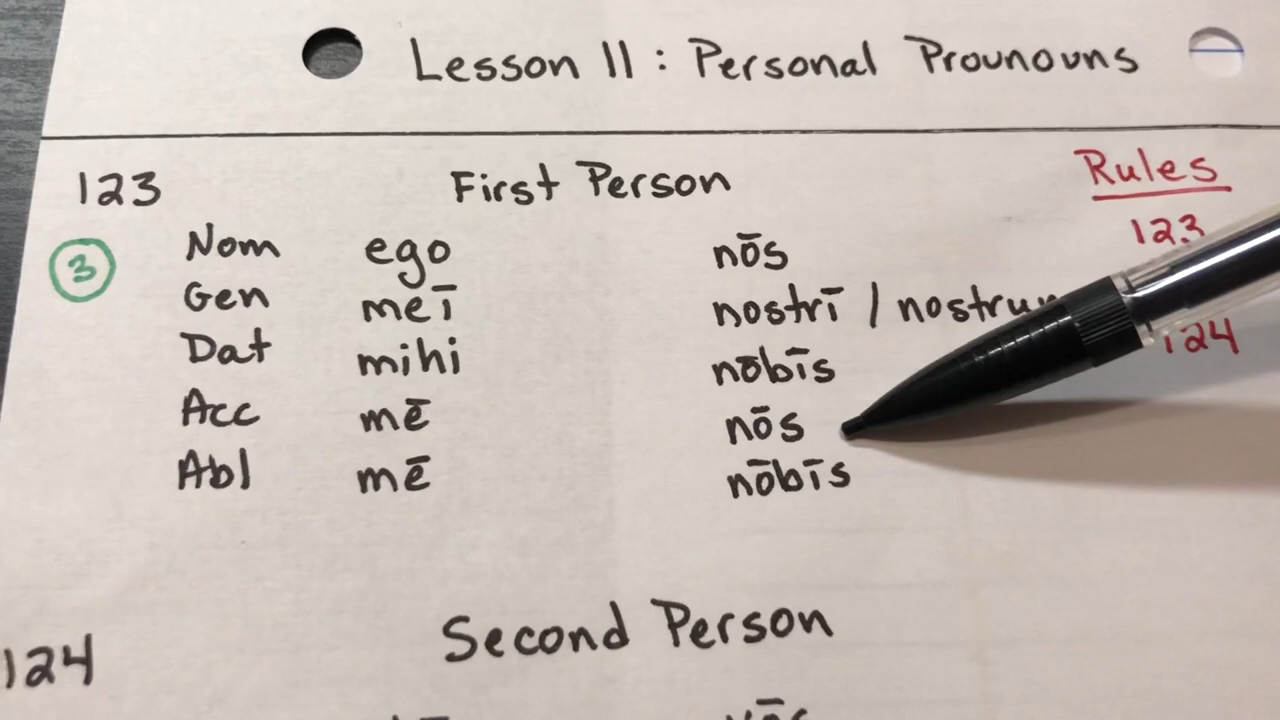 Lesson 11 : Personal Prounouns
123 First Person Rules
123
3 Nom ego nōs
Gen meī nostrī /
Dat mihi nōbīs 124
Acc mē nōs
Abl mē nōbīs
Second Person
124